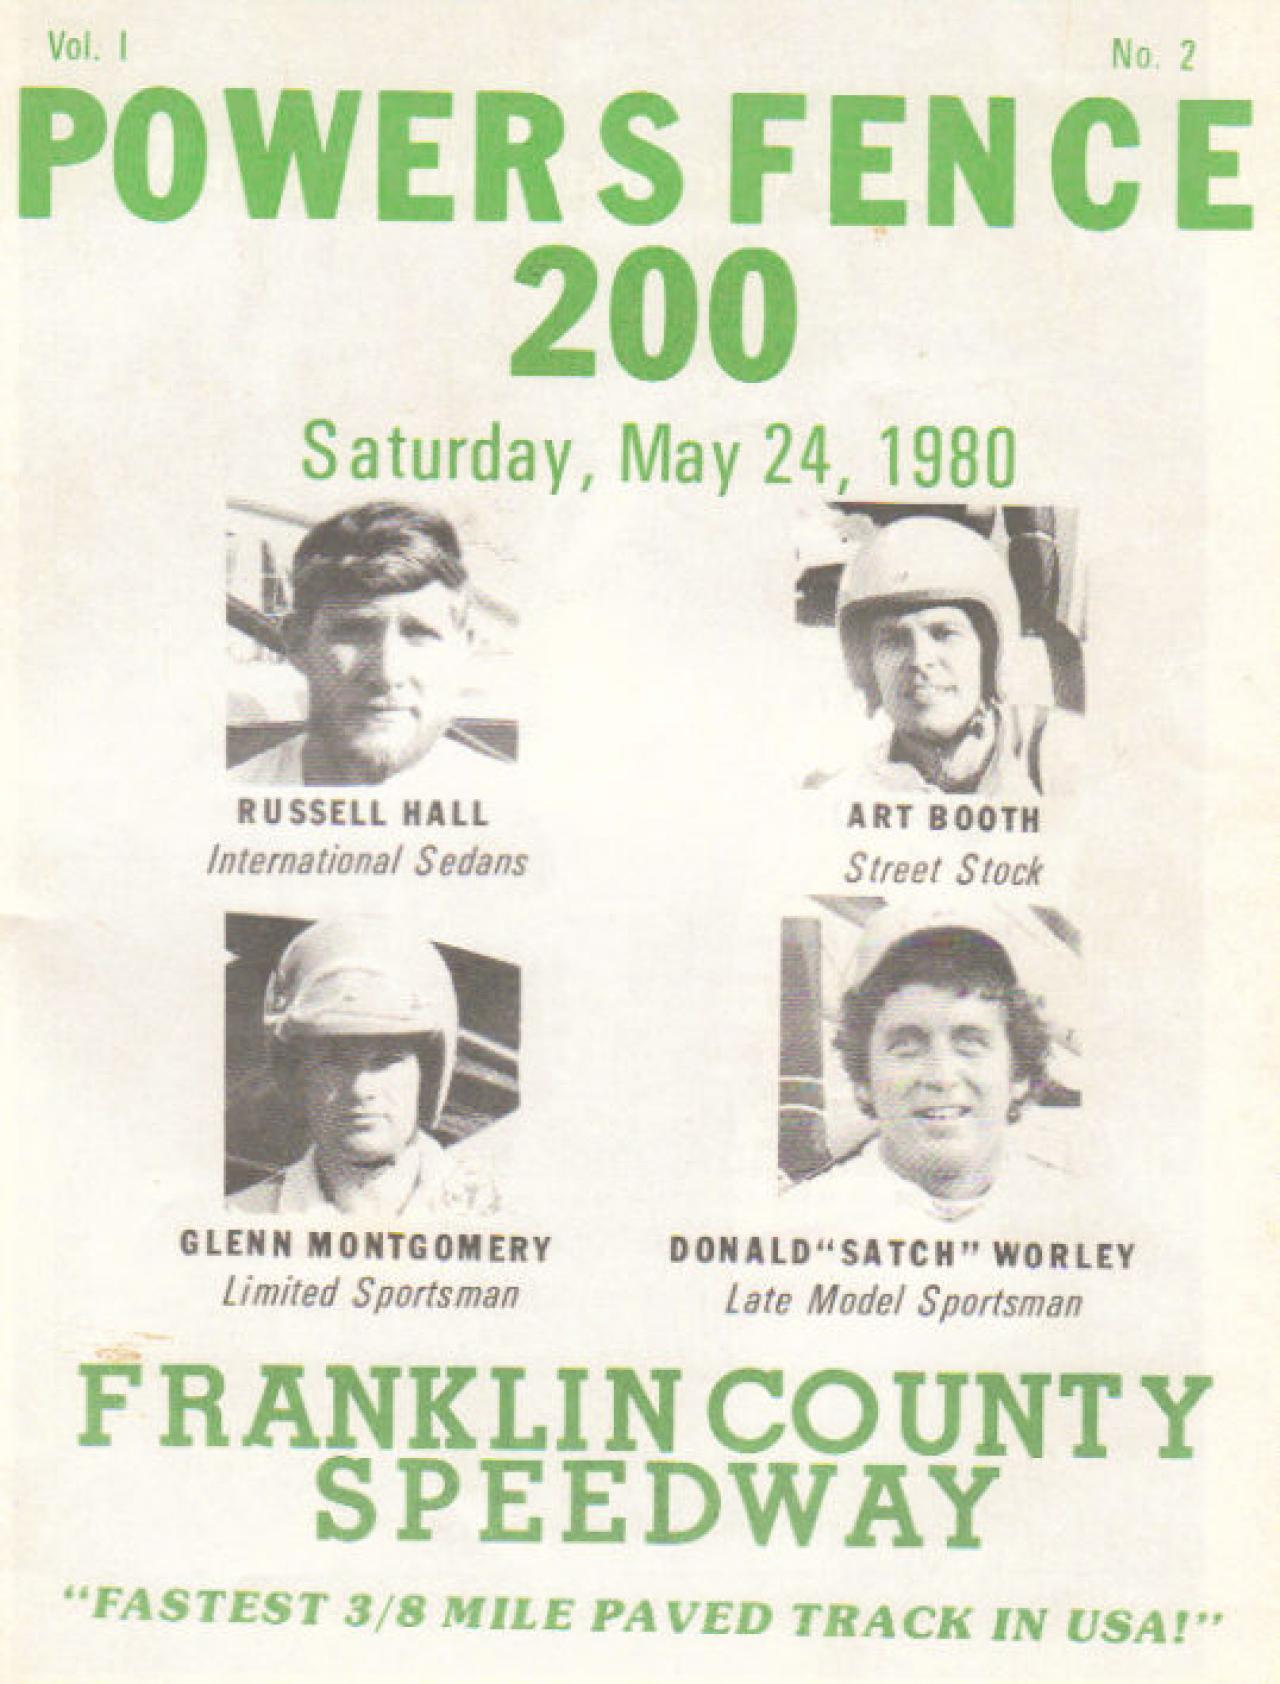 Vol. I
No. 2
POWERS FENCE
200
Saturday, May 24, 1980
RUSSELL HALL
International Sedans
ART BOOTH
Street Stock
GLENN MONTGOMERY
Limited Sportsman
DONALD "SATCH" WORLEY
Late Model Sportsman
FRANKLIN COUNTY
SPEEDWAY
"FASTEST 3/8 MILE PAVED TRACK IN USA!"